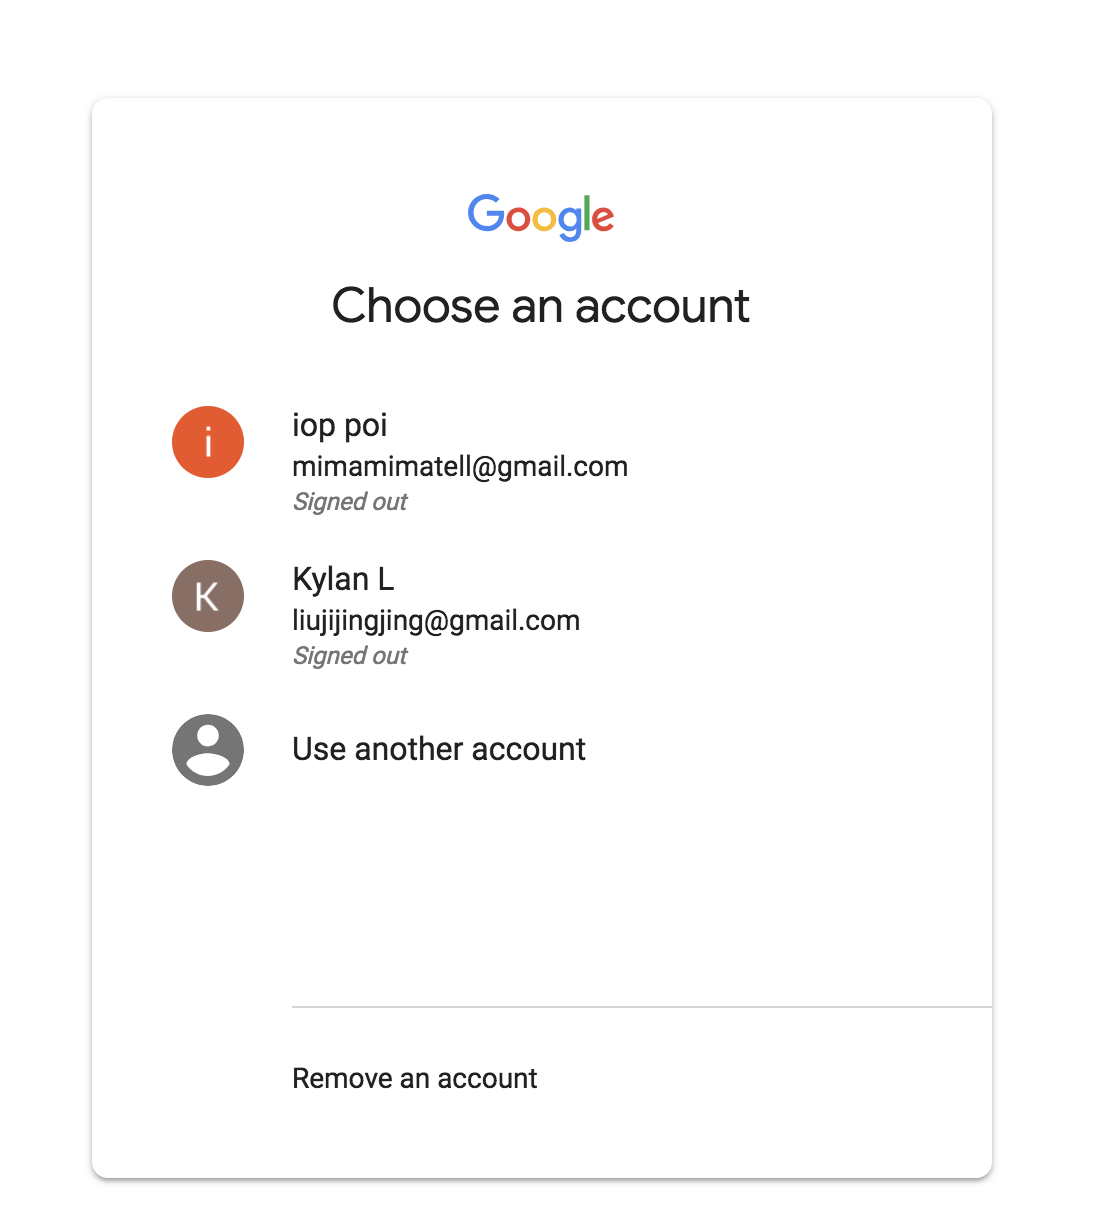 Google
Choose an account
i
iop poi
mimamimatell@gmail.com
Signed out
K
Kylan L
liujijingjing@gmail.com
Signed out
Use another account
Remove an account